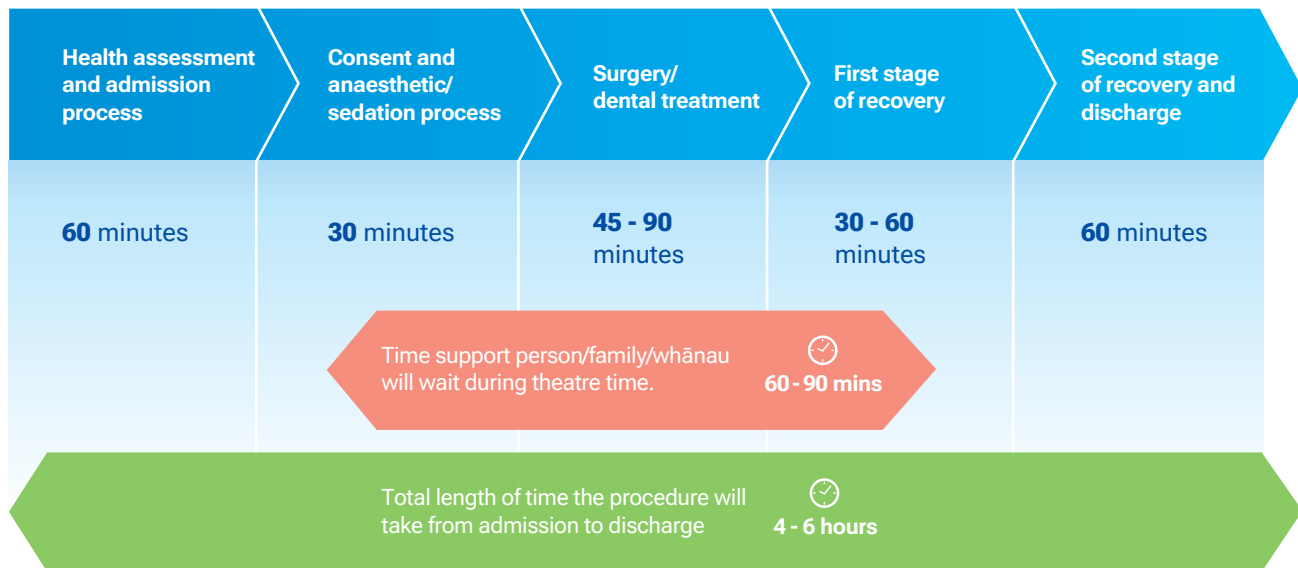 Health assessment
and admission
process
Consent and
anaesthetic/
sedation process
Surgery/
dental treatment
First stage
of recovery
Second stage
of recovery and
discharge
60 minutes
30 minutes
45 - 90
minutes
30 - 60
minutes
60 minutes
Time support person/family/whānau
will wait during theatre time.
60 - 90 mins
Total length of time the procedure will
take from admission to discharge
4 - 6 hours